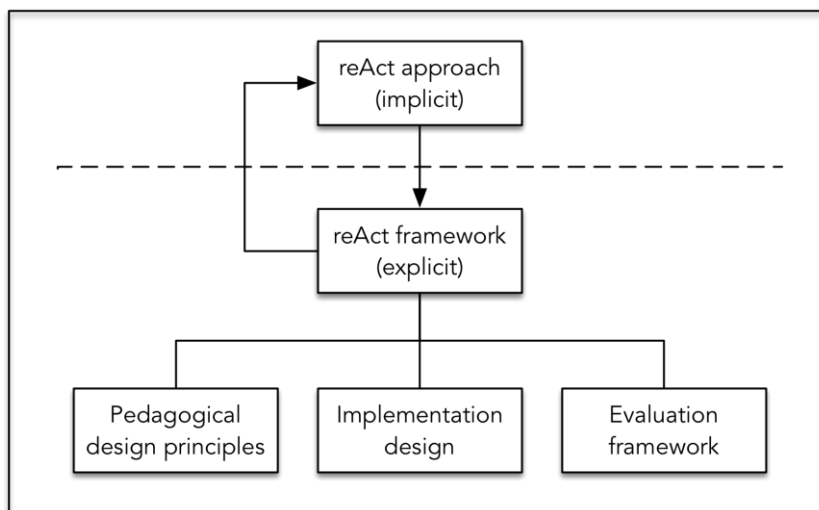 reAct approach
(implicit)
reAct framework
(explicit)
Pedagogical
design principles
Implementation
design
Evaluation
framework